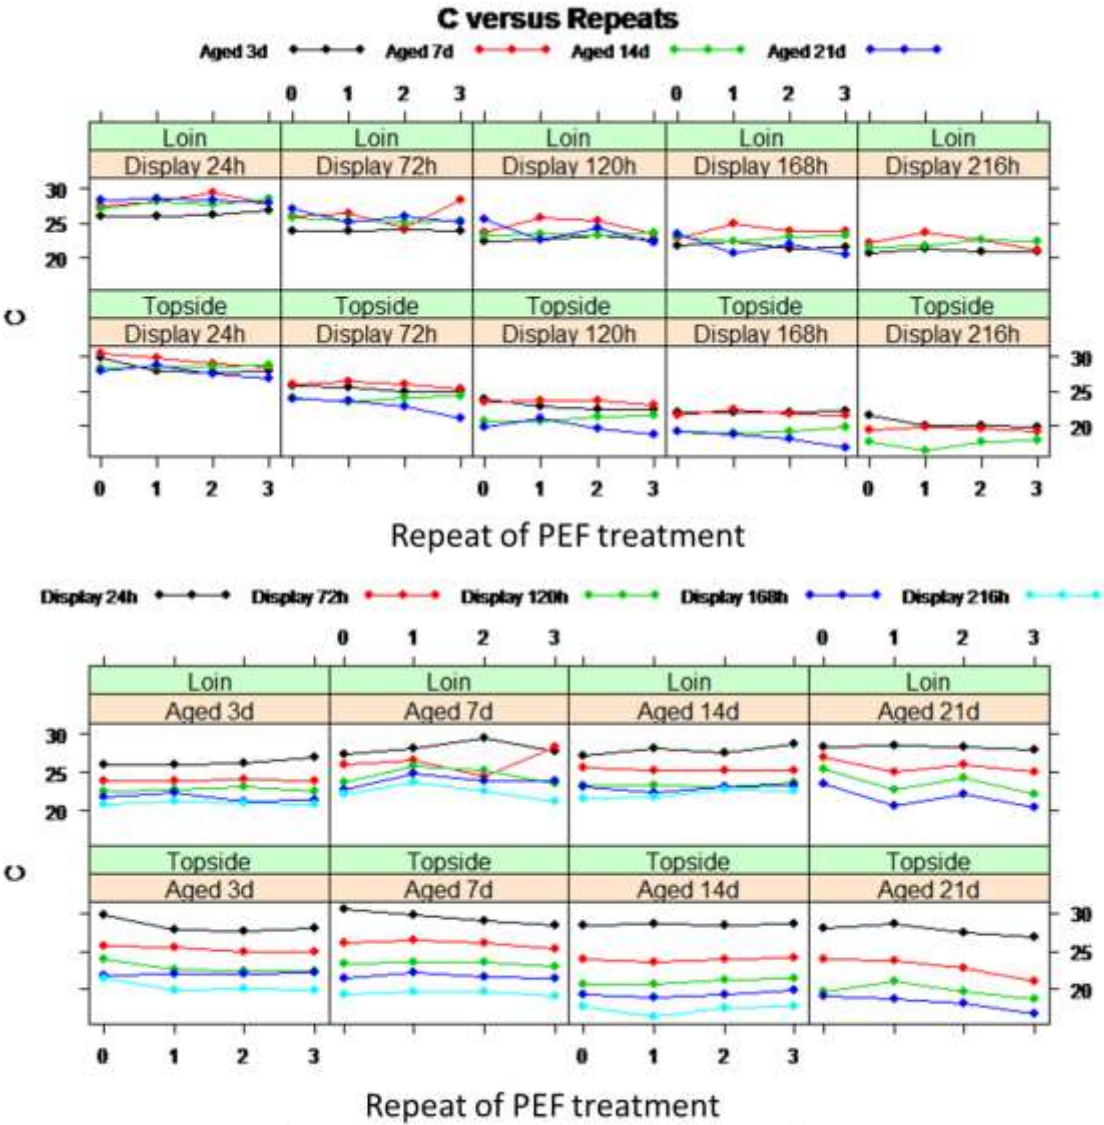 C versus Repeats
Aged 3d Aged 7d Aged 14d Aged 21d
0 1 2 3 0 1 2 3
Loin Loin Loin Loin Loin
Display 24h Display 72h Display 120h Display 168h Display 216h
30
25
20
C
Topside Topside Topside Topside Topside
Display 24h Display 72h Display 120h Display 168h Display 216h
30
25
20
0 1 2 3 0 1 2 3 0 1 2 3
Repeat of PEF treatment
Display 24h Display 72h Display 120h Display 168h Display 216h
0 1 2 3 0 1 2 3
Loin Loin Loin Loin
Aged 3d Aged 7d Aged 14d Aged 21d
30
25
20
C
Topside Topside Topside Topside
Aged 3d Aged 7d Aged 14d Aged 21d
30
25
20
0 1 2 3 0 1 2 3
Repeat of PEF treatment